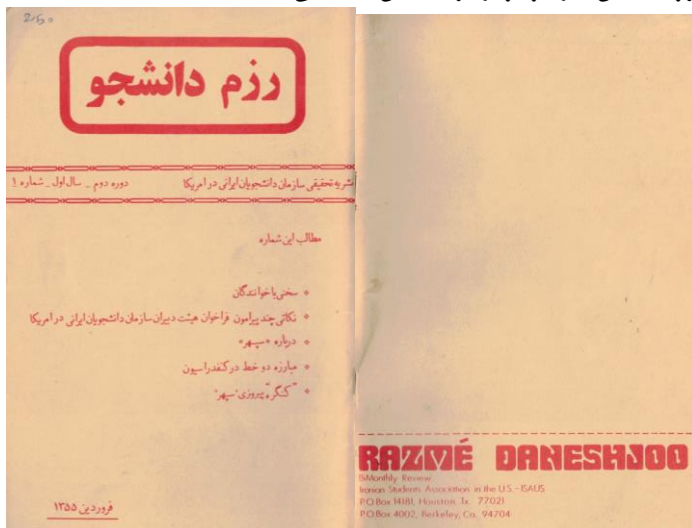 2/50
رزم دانشجو
نشریه تحقیقی سازمان دانشجویان ایرانی در امریکا
دوره دوم _ سال اول _ شماره ۱
مطالب این شماره
سخنی با خوانندگان
نکاتی چند پیرامون فراخوان هیئت دبیران سازمان دانشجویان ایرانی در امریکا
درباره «سپهر»
مبارزه دو خط در کنفدراسیون
"کنگره پیروزی سپهر"
فروردین ۱۳۵۵
RAZMÉ DANESHJOO
BiMonthly Review
Iranian Students Association in the U.S.-ISAUS
P.O.Box 14181, Houston, Tx. 77021
P.O.Box 4002, Berkeley, Ca. 94704